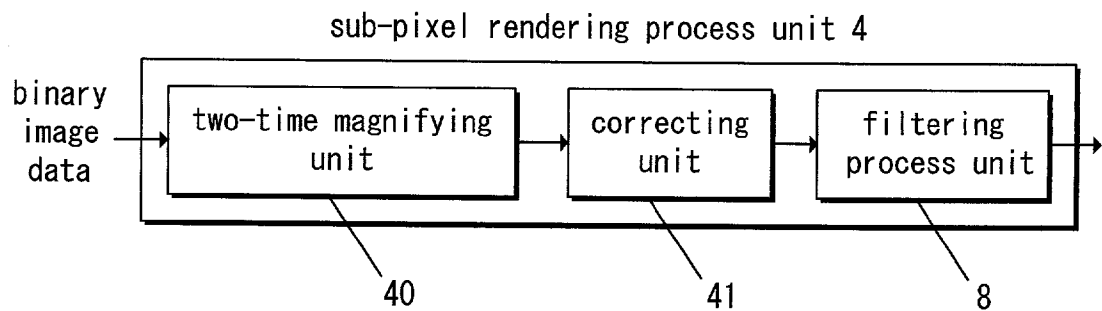 sub-pixel rendering process unit 4
binary
image
data
two-time magnifying
unit
correcting
unit
filtering
process unit
40
41
8